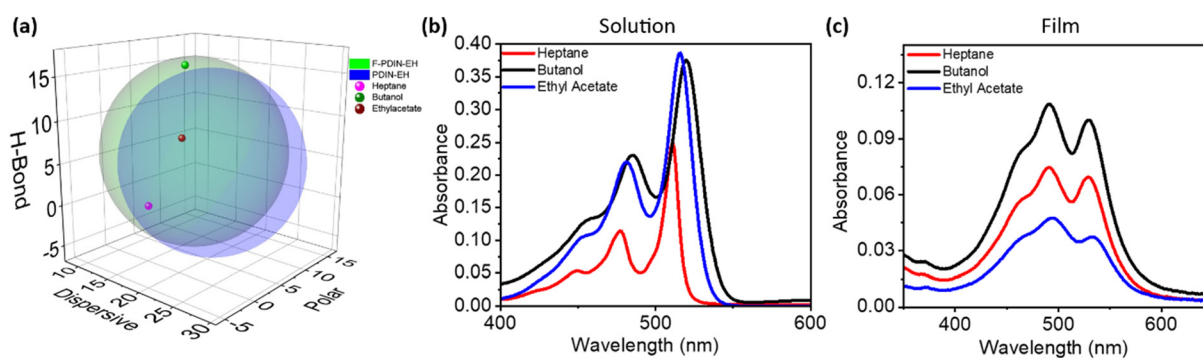 (a)
15
10
5
0
-5
H-Bond
10
15
20
25
30
Dispersive
-5
0
5
10
15
Polar
F-PDIN-EH
PDIN-EH
Heptane
Butanol
Ethylacetate
(b) Solution
0.40
0.35
0.30
0.25
0.20
0.15
0.10
0.05
0.00
Absorbance
Heptane
Butanol
Ethyl Acetate
400 500 600
Wavelength (nm)
(c) Film
0.12
0.09
0.06
0.03
0.00
Absorbance
Heptane
Butanol
Ethyl Acetate
400 500 600
Wavelength (nm)